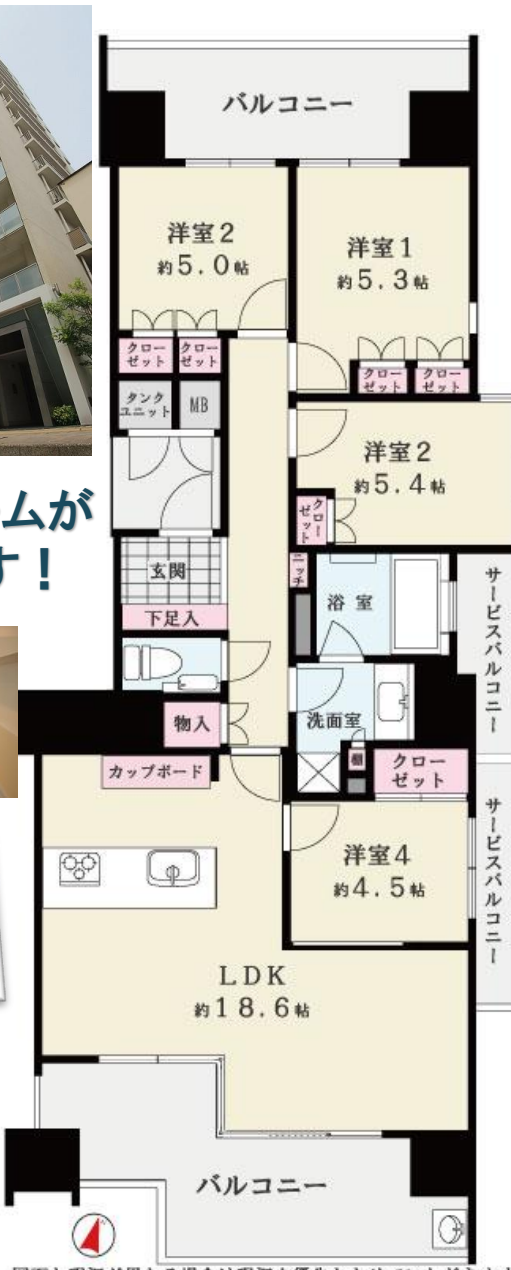 バルコニー
洋室2
約5.0帖
洋室1
約5.3帖
クロー
ゼット
クロー
ゼット
クロー
ゼット
クロー
ゼット
タンク
ユニット
MB
洋室2
約5.4帖
クロー
ゼット
ームが
す！
玄関
ニッチ
浴室
下足入
サービスバルコニー
物入
洗面室
棚
カップボード
クロー
ゼット
洋室4
約4.5帖
サービスバルコニー
LDK
約18.6帖
バルコニー